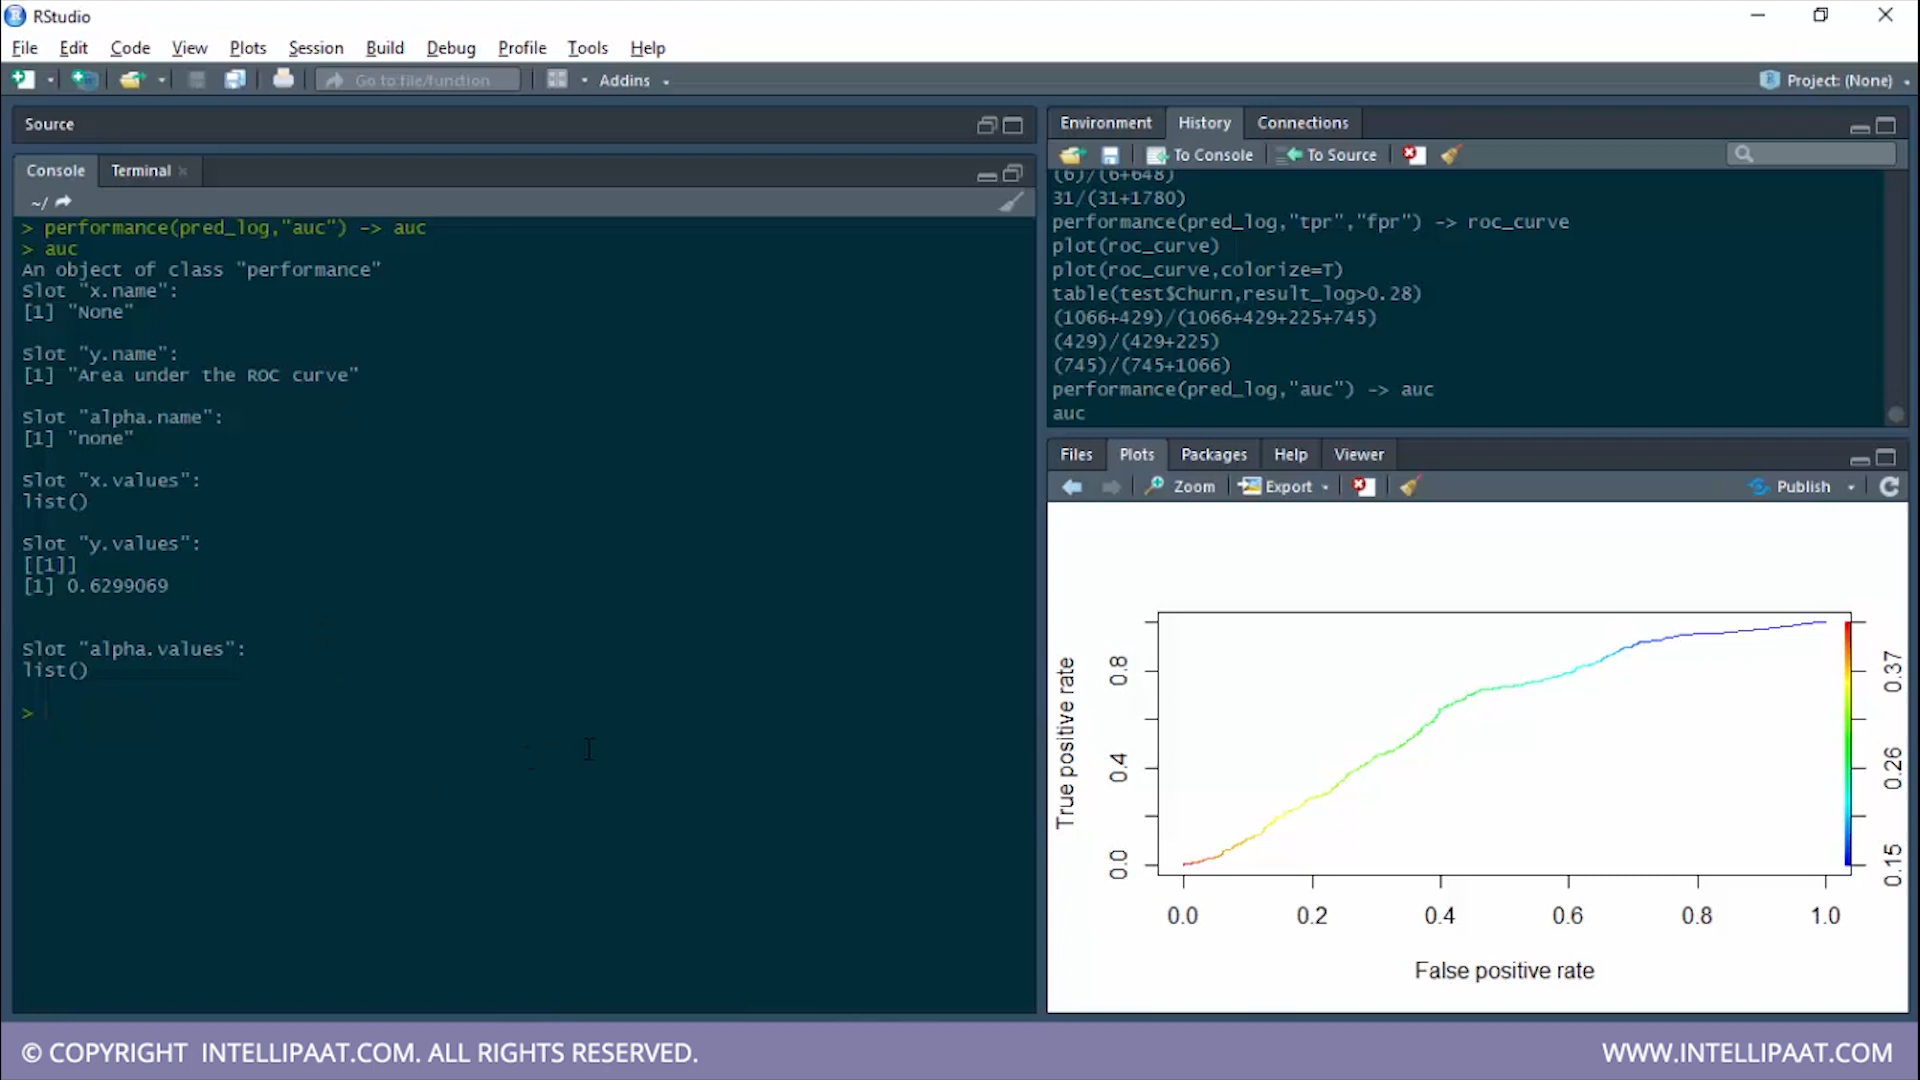 RStudio
File Edit Code View Plots Session Build Debug Profile Tools Help
Go to file/function Addins Project: (None)
Source
Console Terminal
~/
> performance(pred_log,"auc") -> auc
> auc
An object of class "performance"
Slot "x.name":
[1] "None"
Slot "y.name":
[1] "Area under the ROC curve"
Slot "alpha.name":
[1] "none"
Slot "x.values":
list()
Slot "y.values":
[[1]]
[1] 0.6299069
Slot "alpha.values":
list()
>
Environment History Connections
To Console To Source
(6)/(6+648)
31/(31+1780)
performance(pred_log,"tpr","fpr") -> roc_curve
plot(roc_curve)
plot(roc_curve,colorize=T)
table(test$Churn,result_log>0.28)
(1066+429)/(1066+429+225+745)
(429)/(429+225)
(745)/(745+1066)
performance(pred_log,"auc") -> auc
auc
Files Plots Packages Help Viewer
Zoom Export Publish
True positive rate
0.8
0.4
0.0
0.37
0.26
0.15
0.0 0.2 0.4 0.6 0.8 1.0
False positive rate
© COPYRIGHT INTELLIPAAT.COM. ALL RIGHTS RESERVED.
WWW.INTELLIPAAT.COM